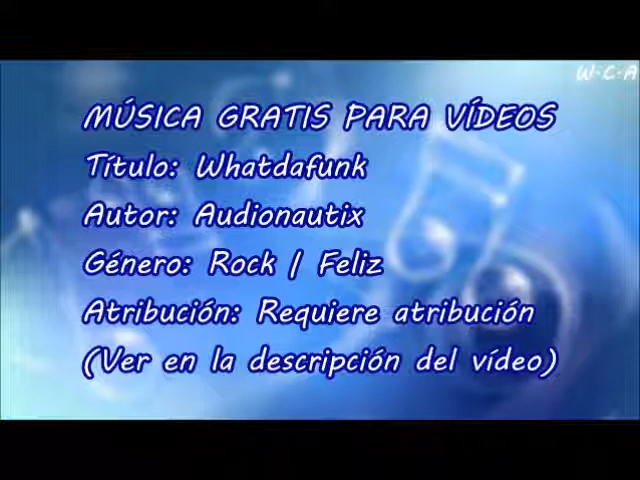 W-C-A
MÚSICA GRATIS PARA VÍDEOS
Título: Whatdafunk
Autor: Audionautix
Género: Rock / Feliz
Atribución: Requiere atribución
(Ver en la descripción del vídeo)